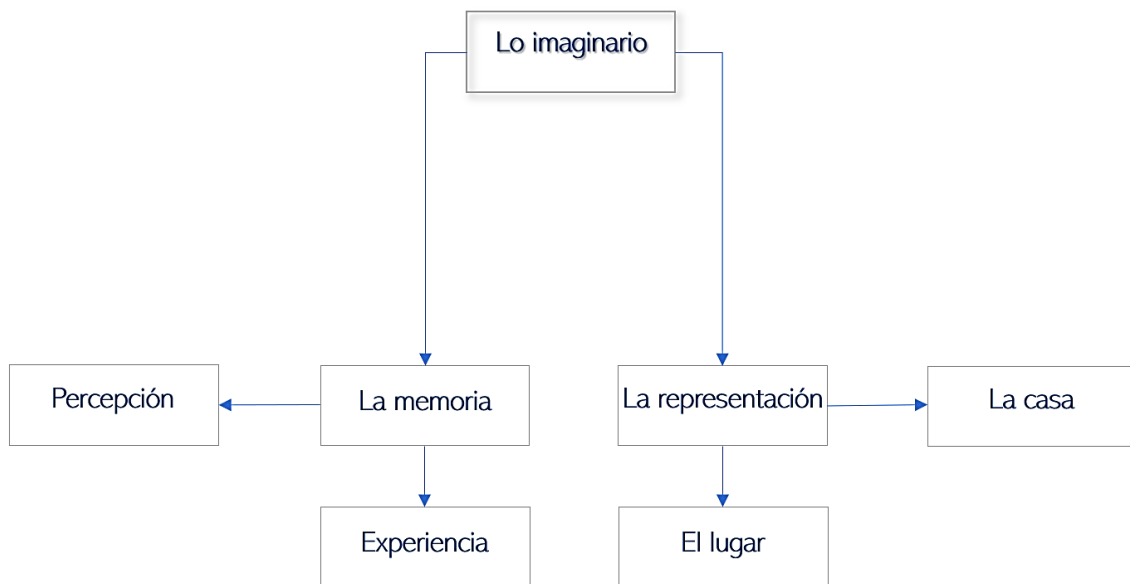 Lo imaginario
Percepción
La memoria
La representación
La casa
Experiencia
El lugar